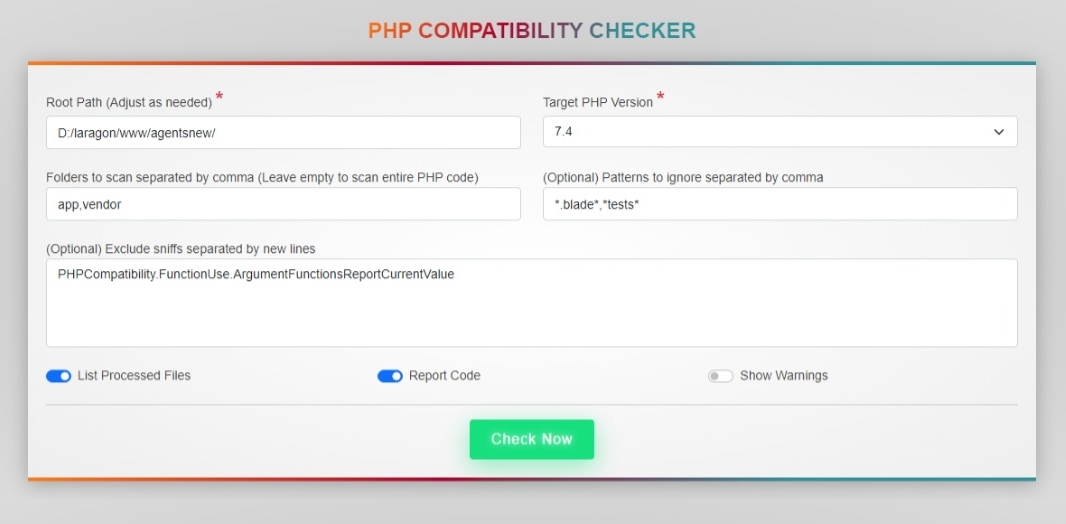 PHP COMPATIBILITY CHECKER
Root Path (Adjust as needed) *
Target PHP Version *
D:/laragon/www/agentsnew/
7.4
Folders to scan separated by comma (Leave empty to scan entire PHP code)
(Optional) Patterns to ignore separated by comma
app,vendor
*.blade*,*tests*
(Optional) Exclude sniffs separated by new lines
PHPCompatibility.FunctionUse.ArgumentFunctionsReportCurrentValue
List Processed Files
Report Code
Show Warnings
Check Now